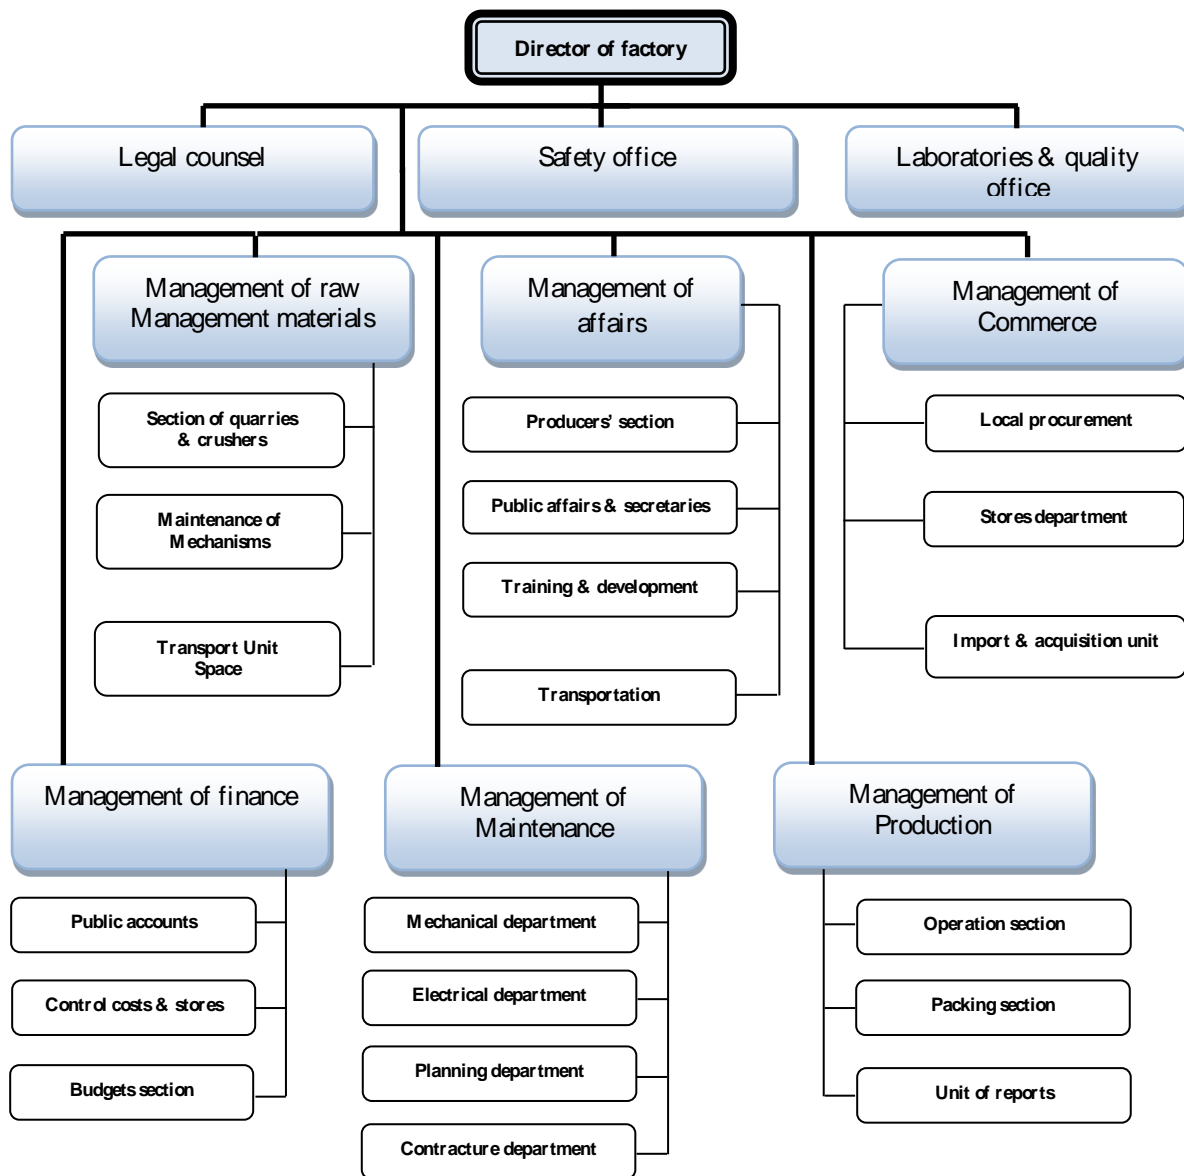 Director of factory
Legal counsel
Safety office
Laboratories & quality
office
Management of raw
Management materials
Management of
affairs
Management of
Commerce
Section of quarries
& crushers
Maintenance of
Mechanisms
Transport Unit
Space
Producers' section
Public affairs & secretaries
Training & development
Transportation
Local procurement
Stores department
Import & acquisition unit
Management of finance
Management of
Maintenance
Management of
Production
Public accounts
Control costs & stores
Budgets section
Mechanical department
Electrical department
Planning department
Contracture department
Operation section
Packing section
Unit of reports